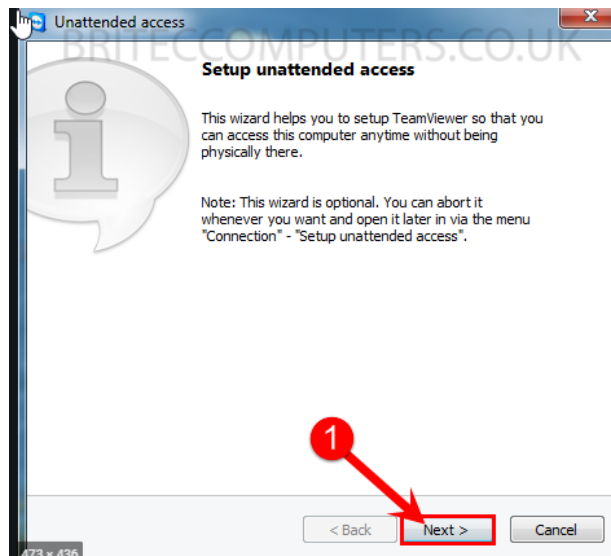 Unattended access
BRITECCOMPUTERS.CO.UK
Setup unattended access
This wizard helps you to setup TeamViewer so that you
can access this computer anytime without being
physically there.
Note: This wizard is optional. You can abort it
whenever you want and open it later in via the menu
"Connection" - "Setup unattended access".
1
< Back
Next >
Cancel
473 × 436